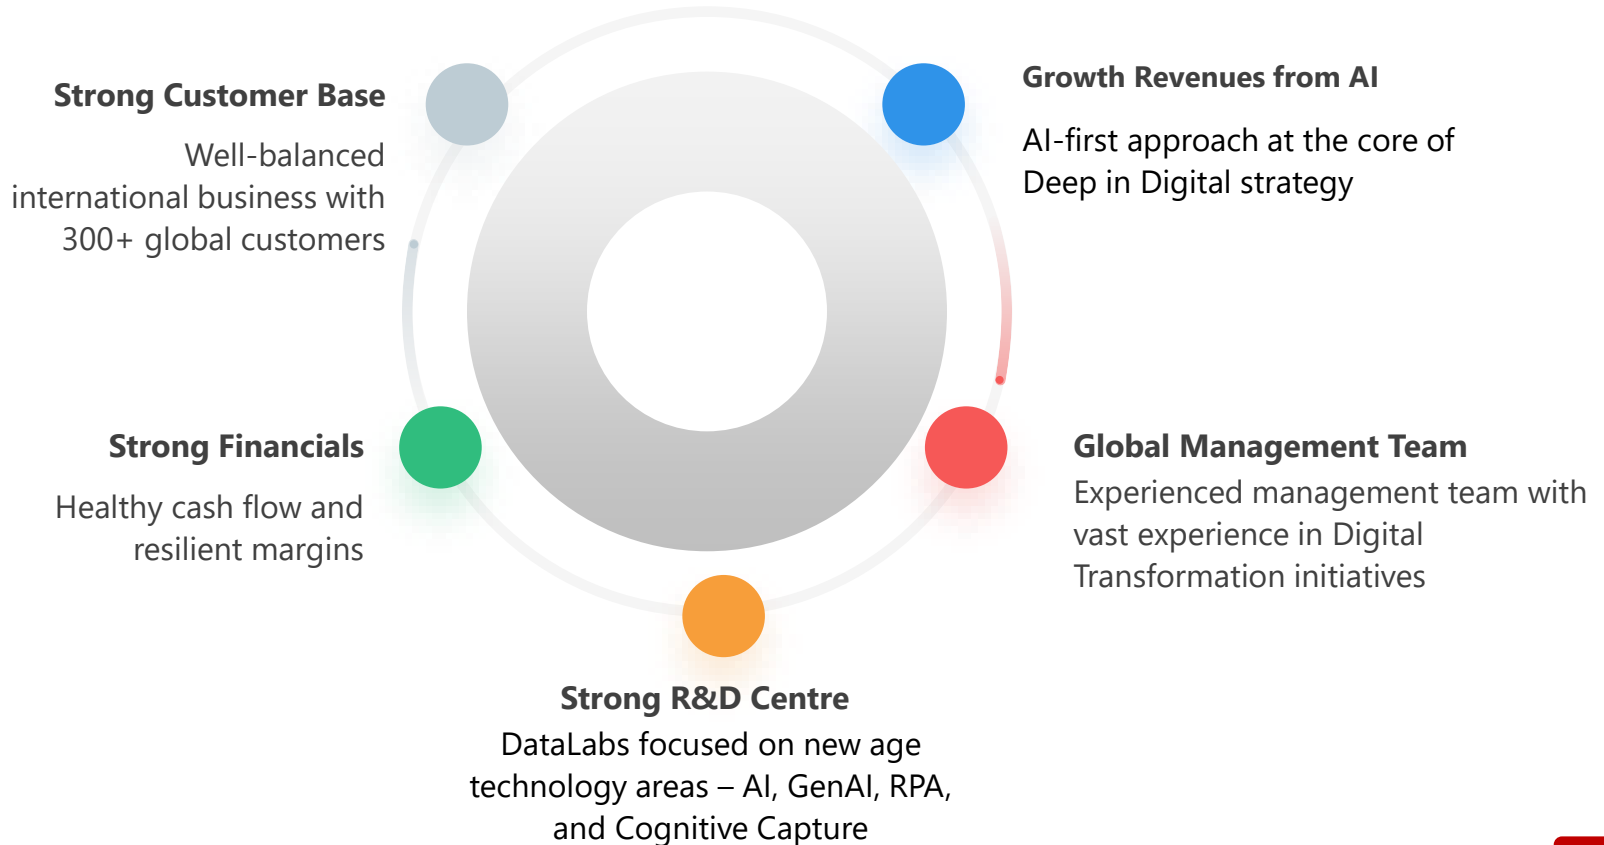 Strong Customer Base
Well-balanced
international business with
300+ global customers
Growth Revenues from AI
AI-first approach at the core of
Deep in Digital strategy
Strong Financials
Healthy cash flow and
resilient margins
Global Management Team
Experienced management team with
vast experience in Digital
Transformation initiatives
Strong R&D Centre
DataLabs focused on new age
technology areas – AI, GenAI, RPA,
and Cognitive Capture